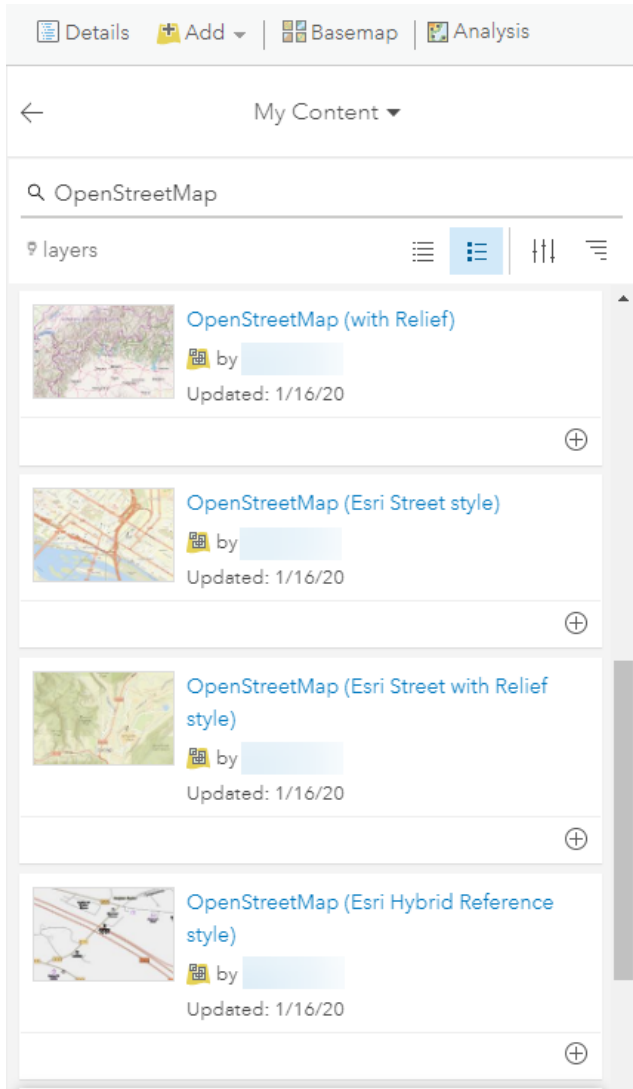 Details Add Basemap Analysis
My Content
OpenStreetMap
layers
OpenStreetMap (with Relief)
by
Updated: 1/16/20
OpenStreetMap (Esri Street style)
by
Updated: 1/16/20
OpenStreetMap (Esri Street with Relief
style)
by
Updated: 1/16/20
OpenStreetMap (Esri Hybrid Reference
style)
by
Updated: 1/16/20